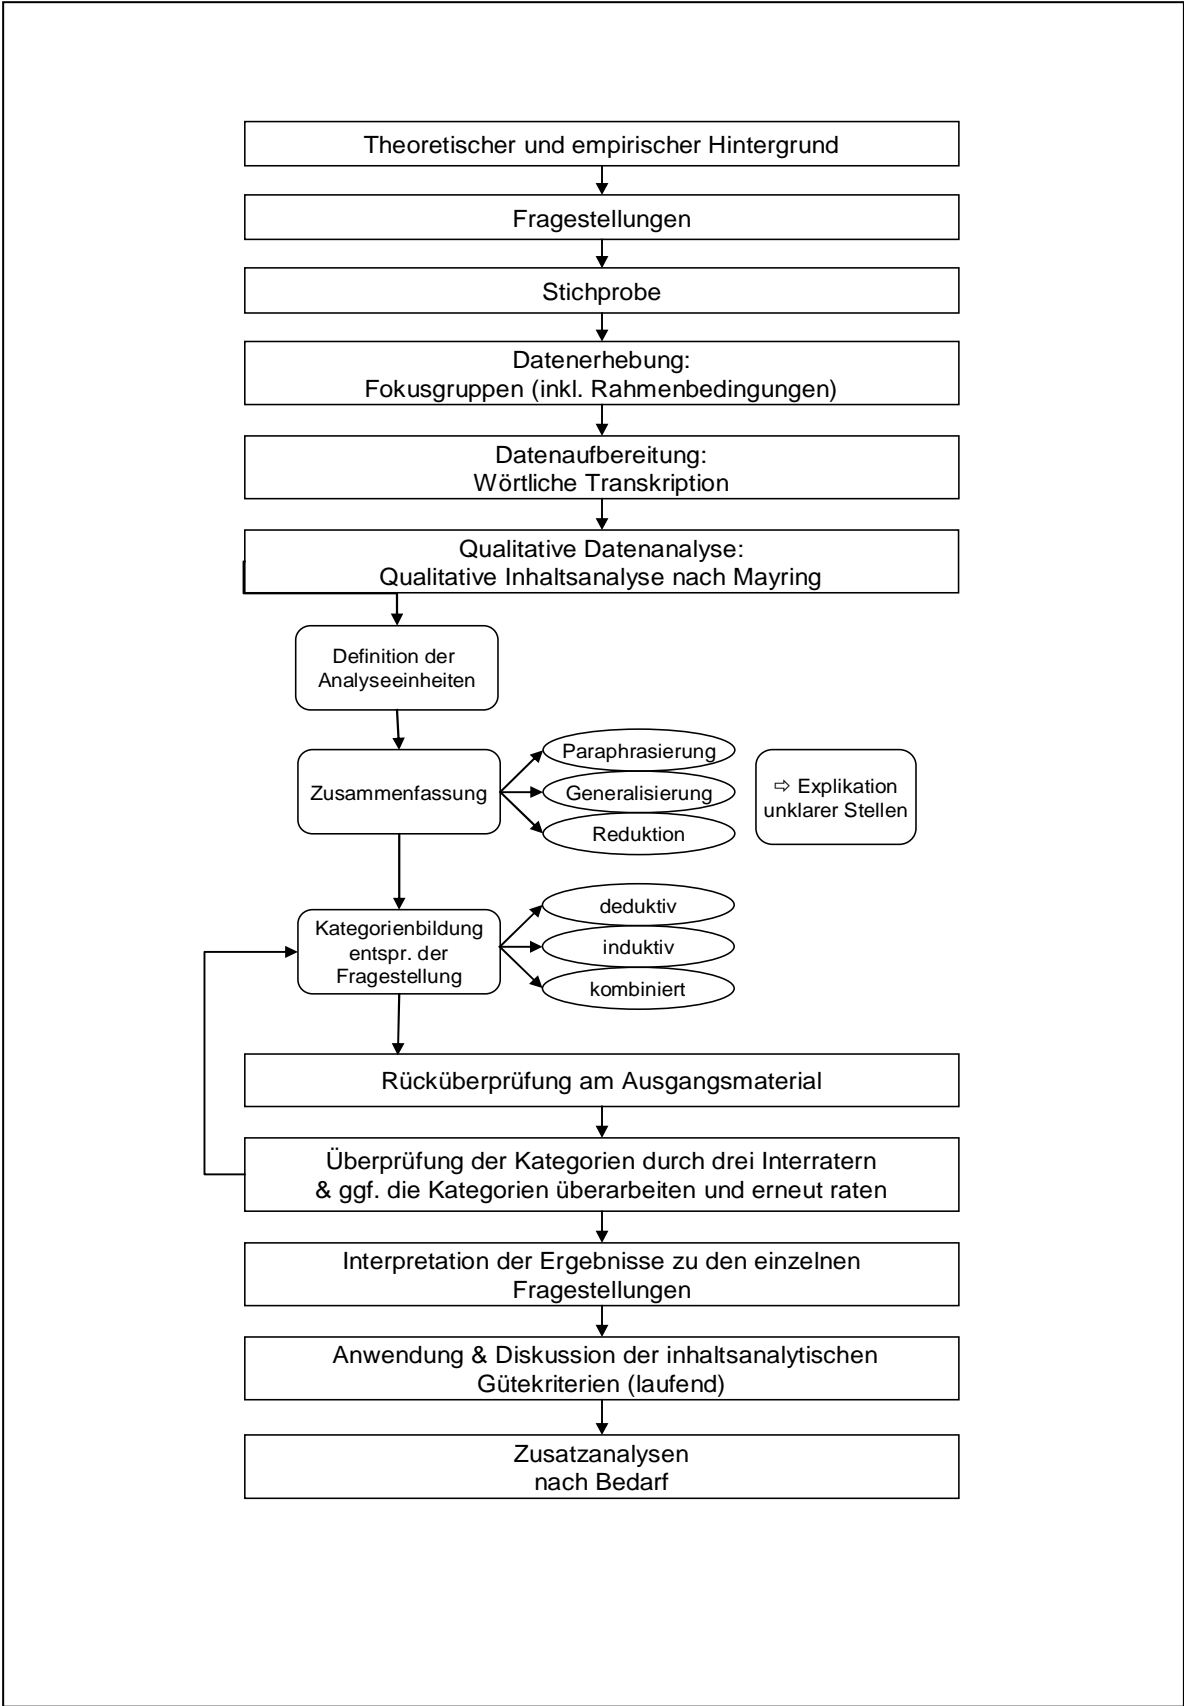 Theoretischer und empirischer Hintergrund
Fragestellungen
Stichprobe
Datenerhebung:
Fokusgruppen (inkl. Rahmenbedingungen)
Datenaufbereitung:
Wörtliche Transkription
Qualitative Datenanalyse:
Qualitative Inhaltsanalyse nach Mayring
Definition der
Analyseeinheiten
Zusammenfassung
Paraphrasierung
Generalisierung
Reduktion
⇨ Explikation
unklarer Stellen
Kategorienbildung
entspr. der
Fragestellung
deduktiv
induktiv
kombiniert
Rücküberprüfung am Ausgangsmaterial
Überprüfung der Kategorien durch drei Interratern
& ggf. die Kategorien überarbeiten und erneut raten
Interpretation der Ergebnisse zu den einzelnen
Fragestellungen
Anwendung & Diskussion der inhaltsanalytischen
Gütekriterien (laufend)
Zusatzanalysen
nach Bedarf